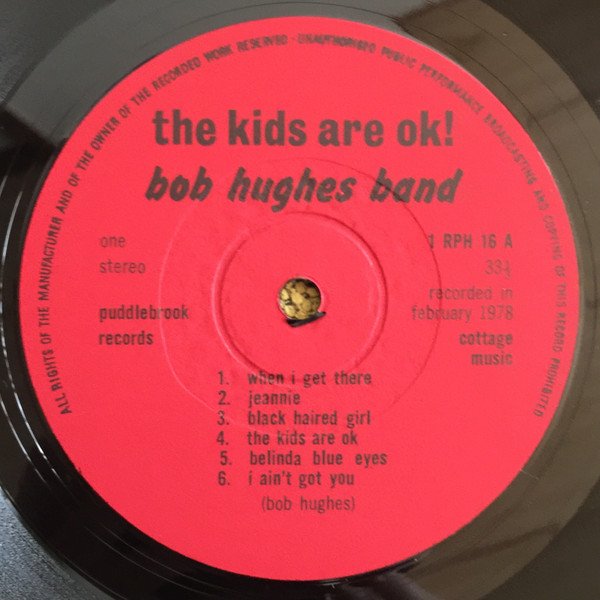 ALL RIGHTS OF THE MANUFACTURER AND OF THE OWNER OF THE RECORDED WORK RESERVED · UNAUTHORISED PUBLIC PERFORMANCE BROADCASTING AND COPYING OF THIS RECORD PROHIBITED
the kids are ok!
bob hughes band
one
1 RPH 16 A
stereo
33⅓
recorded in
february 1978
puddlebrook
records
cottage
music
1. when i get there
2. jeannie
3. black haired girl
4. the kids are ok
5. belinda blue eyes
6. i ain't got you
(bob hughes)